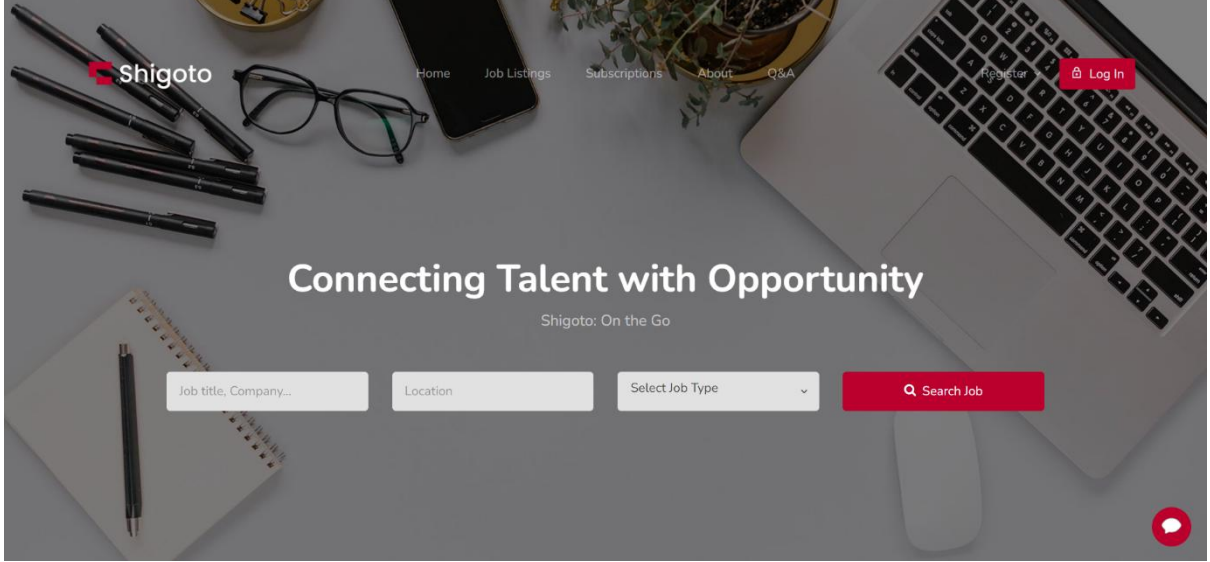 Shigoto
Home Job Listings Subscriptions About Q&A
Register
Log In
Connecting Talent with Opportunity
Shigoto: On the Go
Job title, Company...
Location
Select Job Type
Search Job